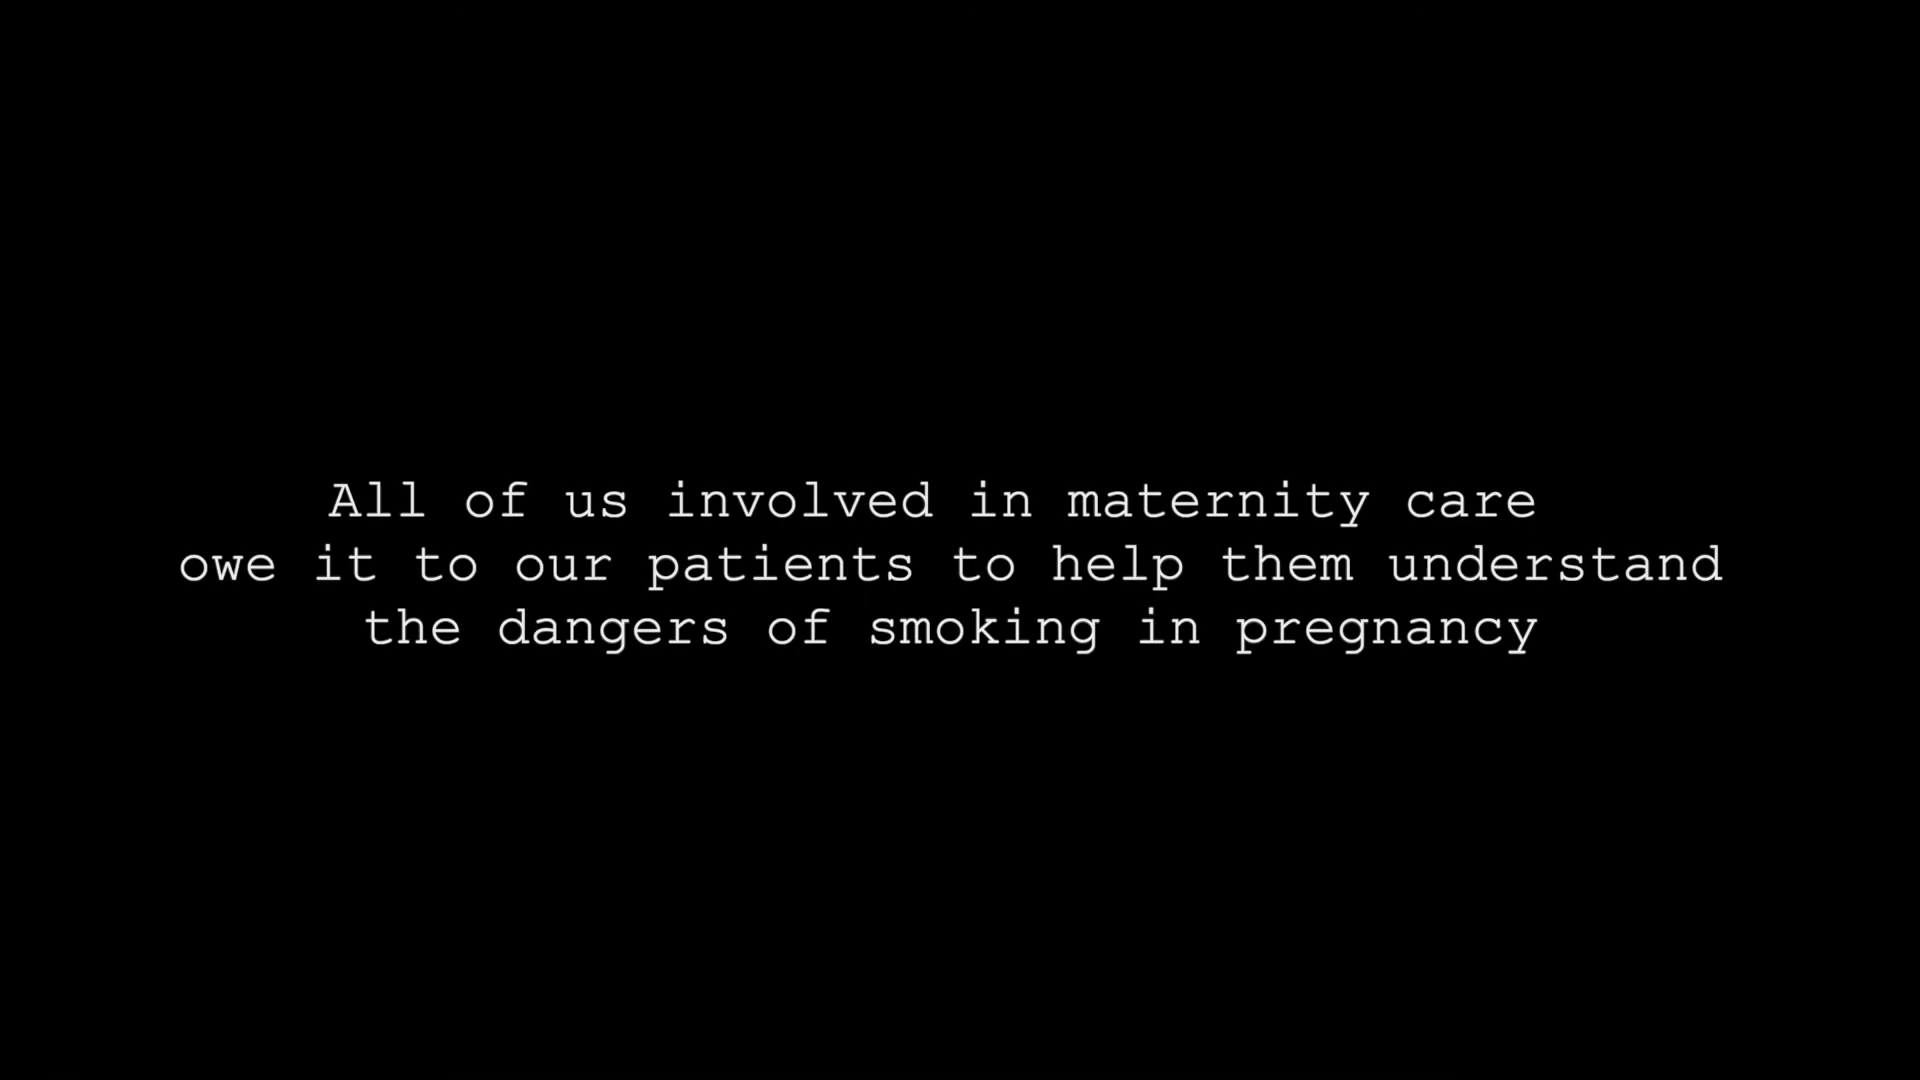 All of us involved in maternity care
owe it to our patients to help them understand
the dangers of smoking in pregnancy